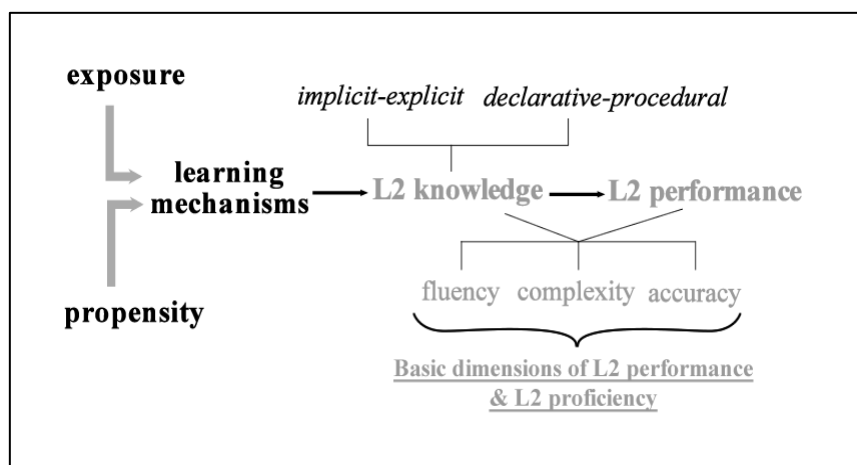 exposure
implicit-explicit declarative-procedural
learning
mechanisms
L2 knowledge
L2 performance
propensity
fluency complexity accuracy
Basic dimensions of L2 performance
& L2 proficiency